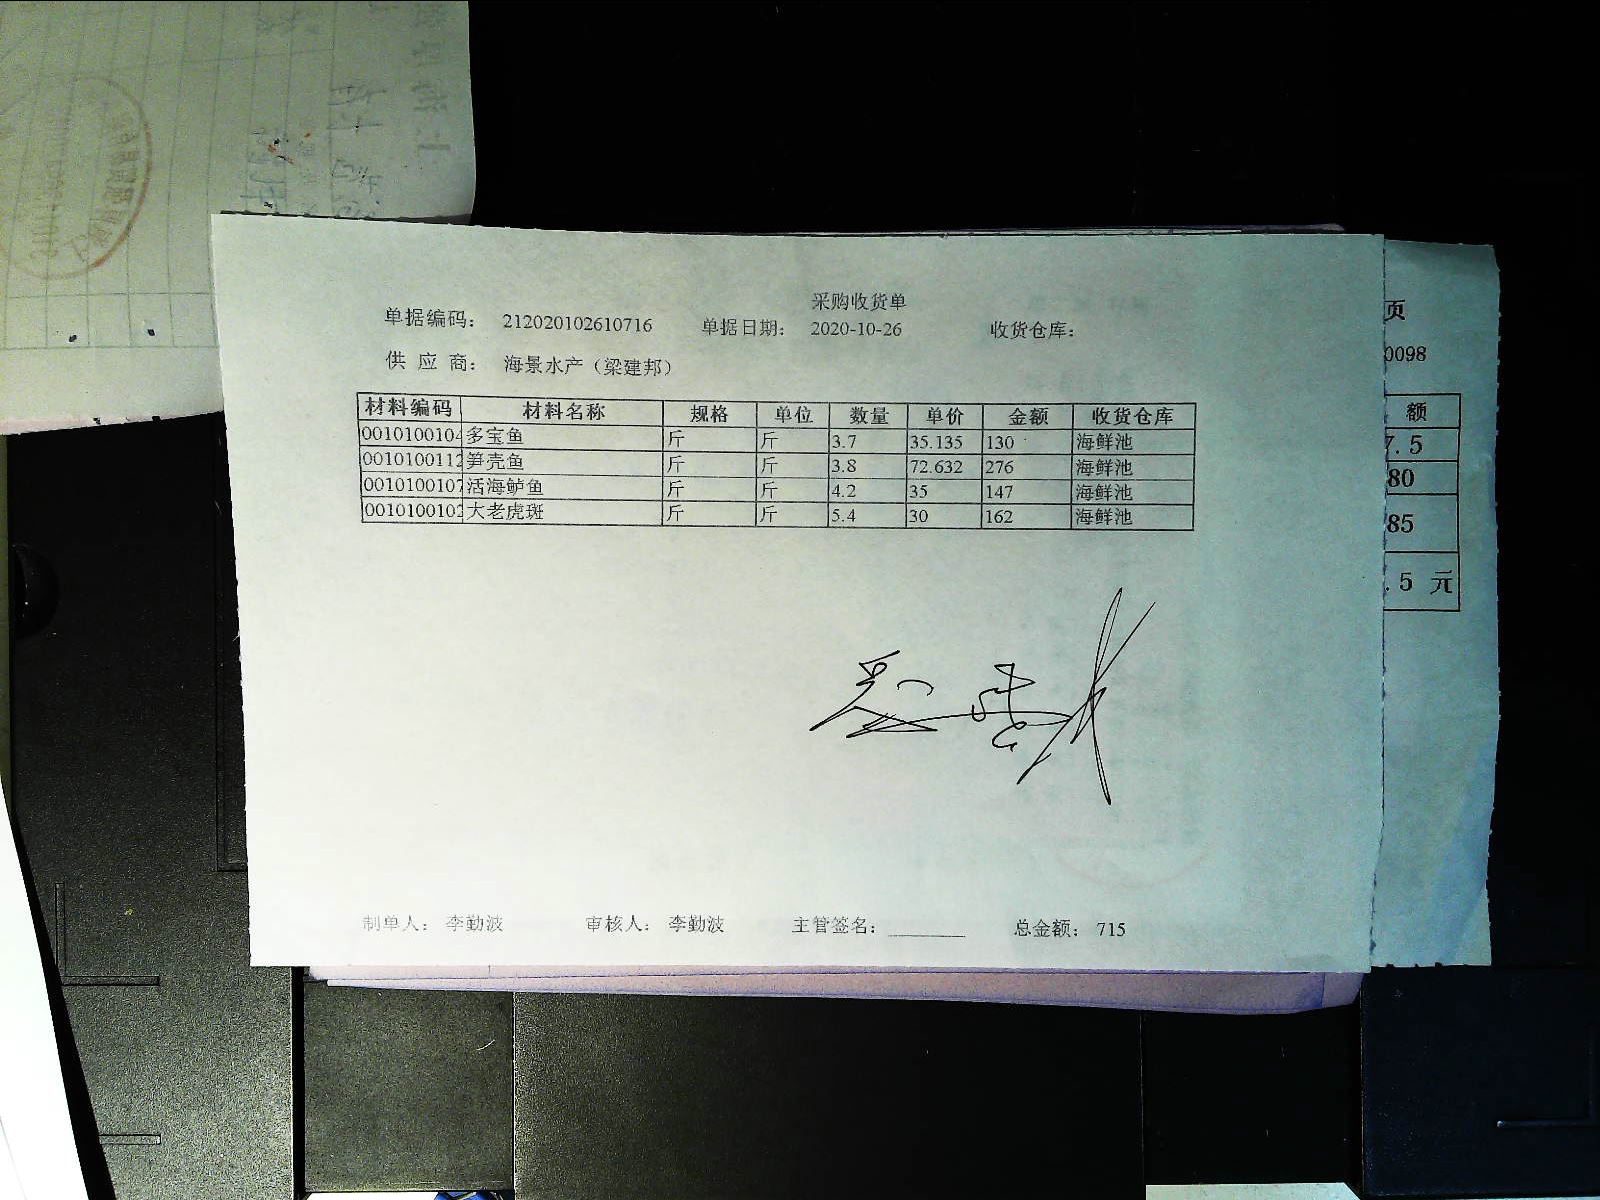 采购收货单
单据编码： 212020102610716 单据日期： 2020-10-26 收货仓库：
供 应 商： 海景水产（梁建邦）
材料编码 材料名称 规格 单位 数量 单价 金额 收货仓库
0010100104 多宝鱼 斤 斤 3.7 35.135 130 海鲜池
0010100112 笋壳鱼 斤 斤 3.8 72.632 276 海鲜池
0010100107 活海鲈鱼 斤 斤 4.2 35 147 海鲜池
001010010 大老虎斑 斤 斤 5.4 30 162 海鲜池
制单人： 李勤波 审核人： 李勤波 主管签名： 总金额： 715
页
0098
额
7.5
80
85
.5 元